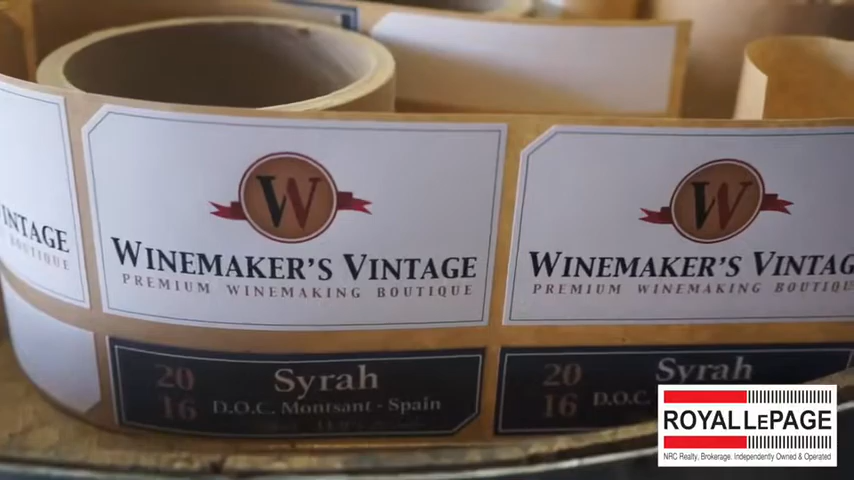 W
WINEMAKER'S VINTAGE
PREMIUM WINEMAKING BOUTIQUE
20
16
Syrah
D.O.C. Montsant - Spain
W
WINEMAKER'S VINTAGE
PREMIUM WINEMAKING BOUTIQUE
20
16
Syrah
D.O.C.
VINTAGE
BOUTIQUE
ROYAL LEPAGE
NRC Realty, Brokerage. Independently Owned & Operated